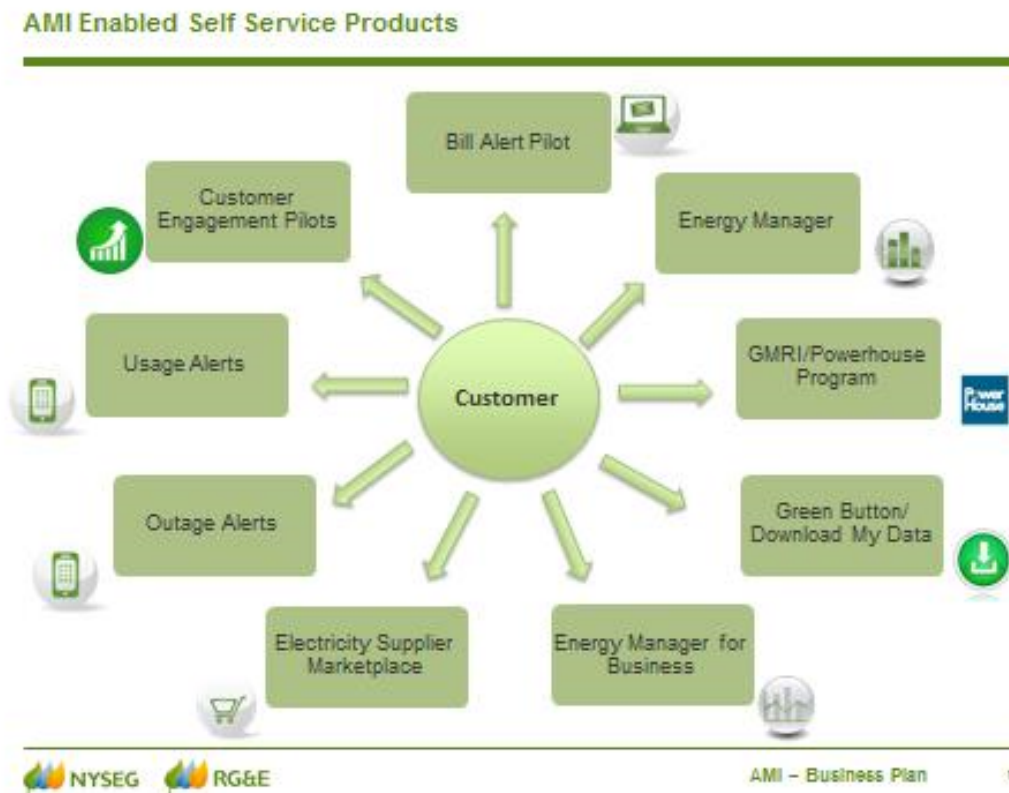 AMI Enabled Self Service Products
Bill Alert Pilot
Customer
Engagement Pilots
Energy Manager
Usage Alerts
GMRI/Powerhouse
Program
Power
House
Customer
Outage Alerts
Green Button/
Download My Data
Electricity Supplier
Marketplace
Energy Manager for
Business
NYSEG
RG&E
AMI – Business Plan